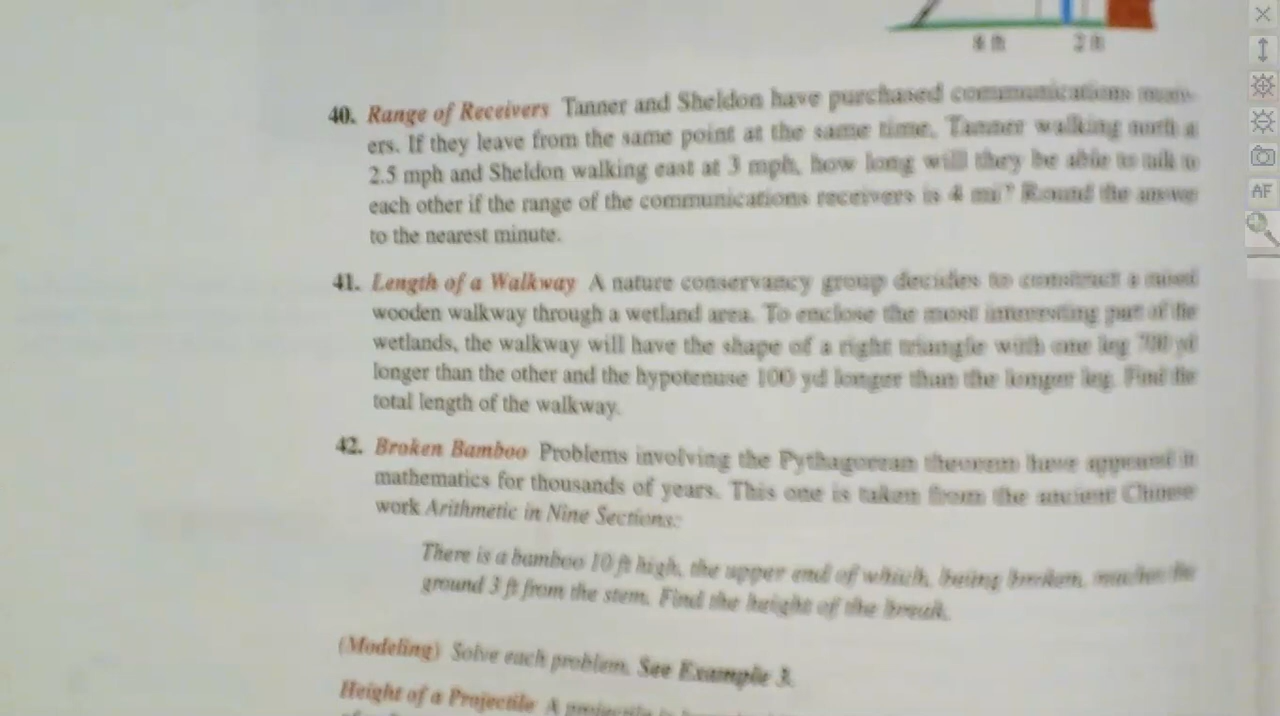 2 ft
40. Range of Receivers Tanner and Sheldon have purchased communications
ers. If they leave from the same point at the same time, Tanner walking north
2.5 mph and Sheldon walking east at 3 mph, how long will they be able to talk to
each other if the range of the communications receivers is 4 mi? Round the answer
to the nearest minute.
41. Length of a Walkway A nature conservancy group decides to construct a
wooden walkway through a wetland area. To enclose the most interesting part of the
wetlands, the walkway will have the shape of a right triangle with one leg 700 yd
longer than the other and the hypotenuse 100 yd longer than the longer leg. Find the
total length of the walkway.
42. Broken Bamboo Problems involving the Pythagorean theorem have appeared in
mathematics for thousands of years. This one is taken from the ancient Chinese
work Arithmetic in Nine Sections:
There is a bamboo 10 ft high, the upper end of which, being broken, reaches the
ground 3 ft from the stem. Find the height of the break.
(Modeling) Solve each problem. See Example 3.
Height of a Projectile A projectile is
AF